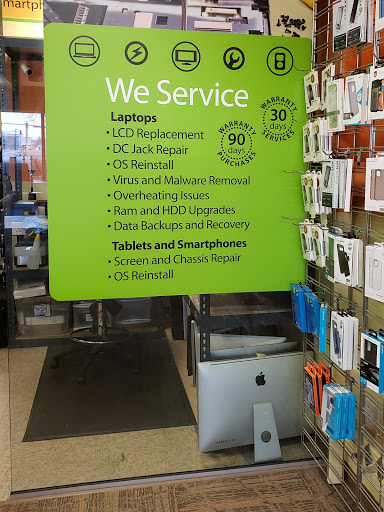 martph
We Service
Laptops
• LCD Replacement
• DC Jack Repair
• OS Reinstall
• Virus and Malware Removal
• Overheating Issues
• Ram and HDD Upgrades
• Data Backups and Recovery
Tablets and Smartphones
• Screen and Chassis Repair
• OS Reinstall
WARRANTY
90
days
PURCHASES
WARRANTY
30
days
SERVICES